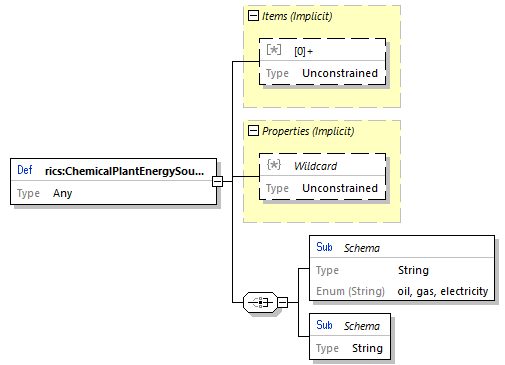 Items (Implicit)
[*] [0]+
Type Unconstrained
Properties (Implicit)
{*} Wildcard
Type Unconstrained
Def rics:ChemicalPlantEnergySou...
Type Any
Sub Schema
Type String
Enum (String) oil, gas, electricity
Sub Schema
Type String